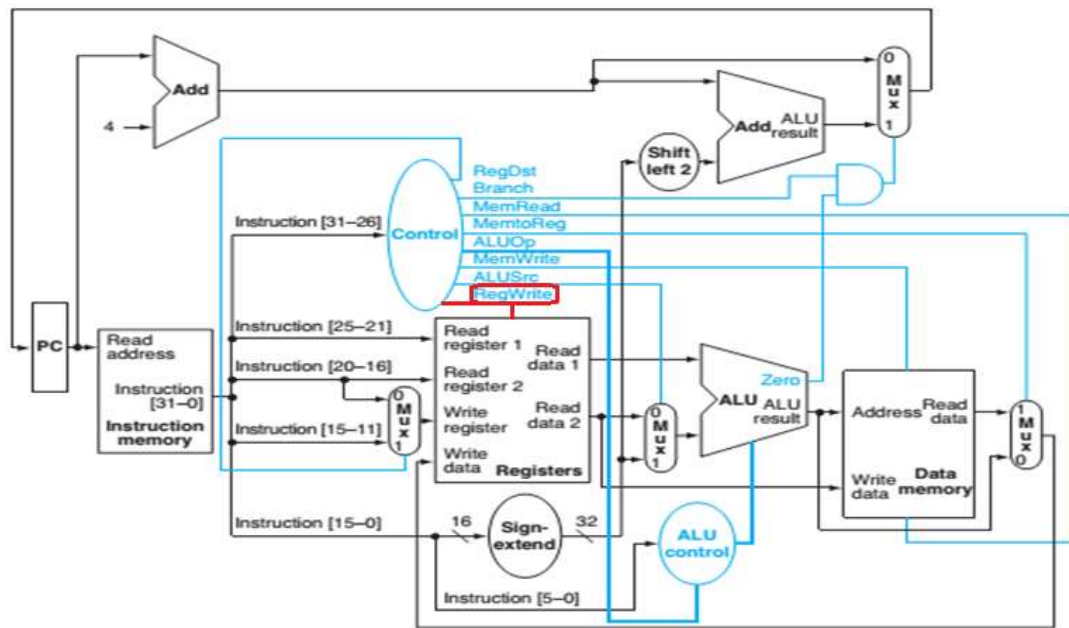 Add
4
Add
ALU
result
0
Mux
1
Shift
left 2
RegDst
Branch
MemRead
MemtoReg
ALUOp
MemWrite
ALUSrc
RegWrite
Control
Instruction [31–26]
PC
Read
address
Instruction
[31–0]
Instruction
memory
Instruction [25–21]
Instruction [20–16]
Instruction [15–11]
0
Mux
1
Read
register 1
Read
register 2
Write
register
Write
data
Read
data 1
Read
data 2
Registers
0
Mux
1
Zero
ALU
ALU
result
Address
Read
data
Write
data
Data
memory
1
Mux
0
Instruction [15–0]
16
Sign-
extend
32
ALU
control
Instruction [5–0]